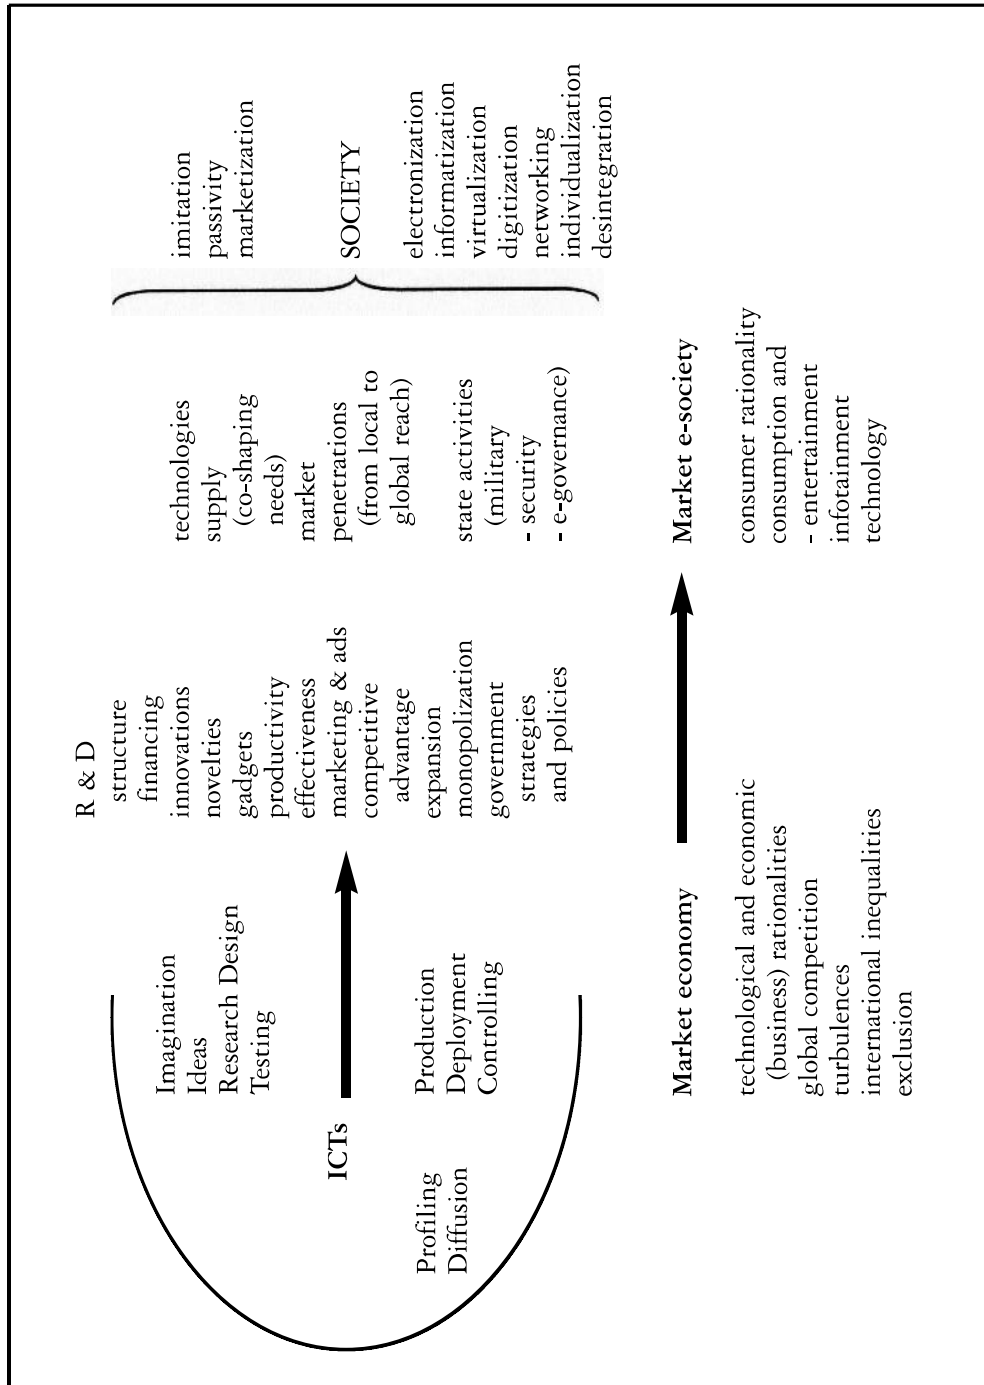 Imagination
Ideas
Research Design
Testing
ICTs
Profiling
Diffusion
Production
Deployment
Controlling
R & D
structure
financing
innovations
novelties
gadgets
productivity
effectiveness
marketing & ads
competitive
advantage
expansion
monopolization
government
strategies
and policies
technologies
supply
(co-shaping
needs)
market
penetrations
(from local to
global reach)
state activities
(military
- security
- e-governance)
imitation
passivity
marketization
SOCIETY
electronization
informatization
virtualization
digitization
networking
individualization
desintegration
Market economy
technological and economic
(business) rationalities
global competition
turbulences
international inequalities
exclusion
Market e-society
consumer rationality
consumption and
- entertainment
infotainment
technology